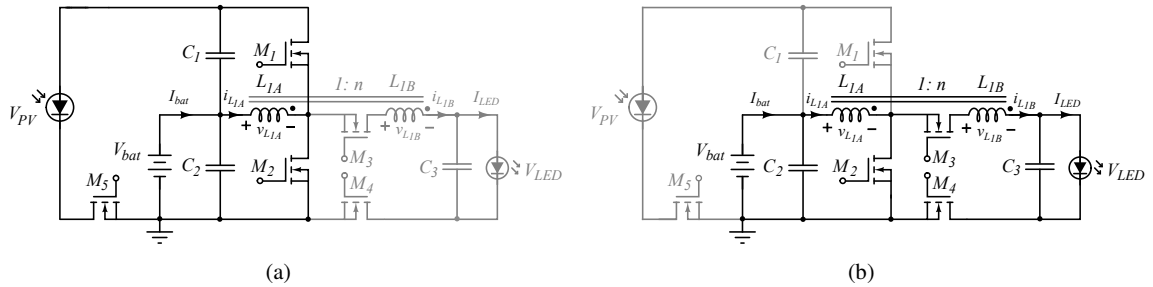 C1 M1
L1A 1: n L1B
VPV Ibat iL1A iL1B ILED
+ vL1A − + vL1B −
Vbat C2 M2 M3 C3 VLED
M5 M4
(a)
C1 M1
L1A 1: n L1B
VPV Ibat iL1A iL1B ILED
+ vL1A − + vL1B −
Vbat C2 M2 M3 C3 VLED
M5 M4
(b)